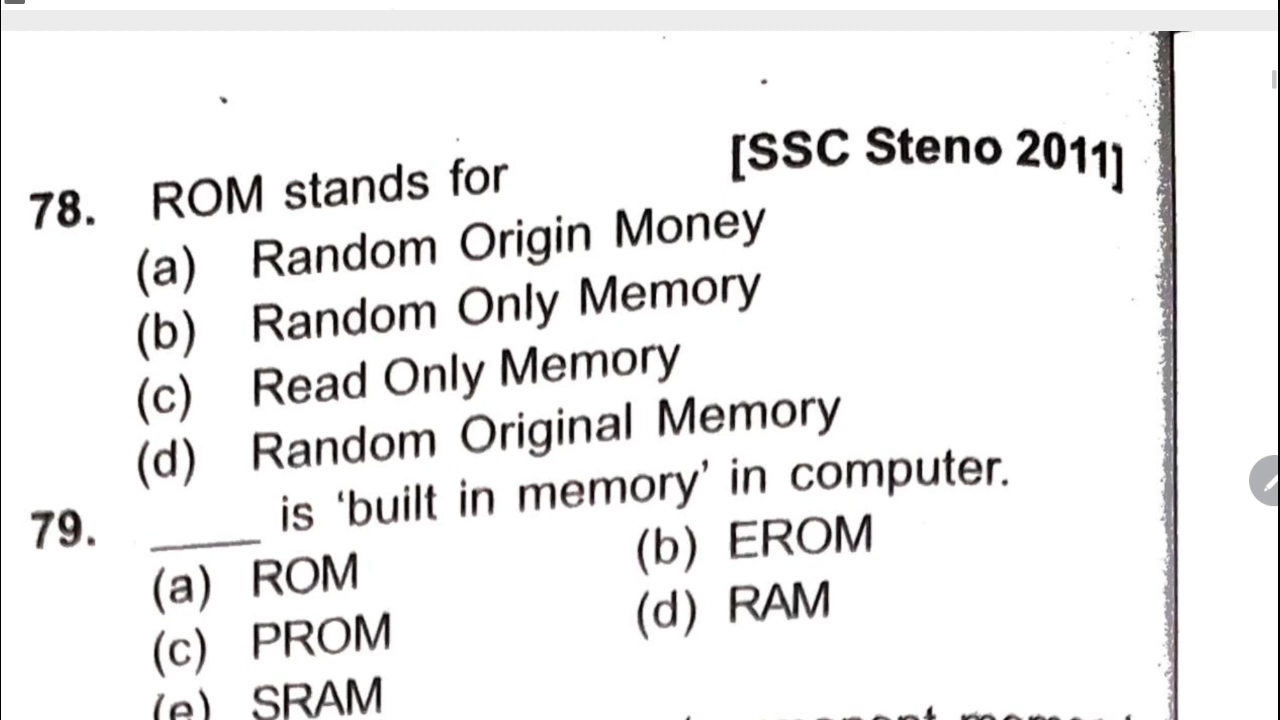 [SSC Steno 2011]
78. ROM stands for
(a) Random Origin Money
(b) Random Only Memory
(c) Read Only Memory
(d) Random Original Memory
79. _____ is ‘built in memory’ in computer.
(a) ROM (b) EROM
(c) PROM (d) RAM
(e) SRAM